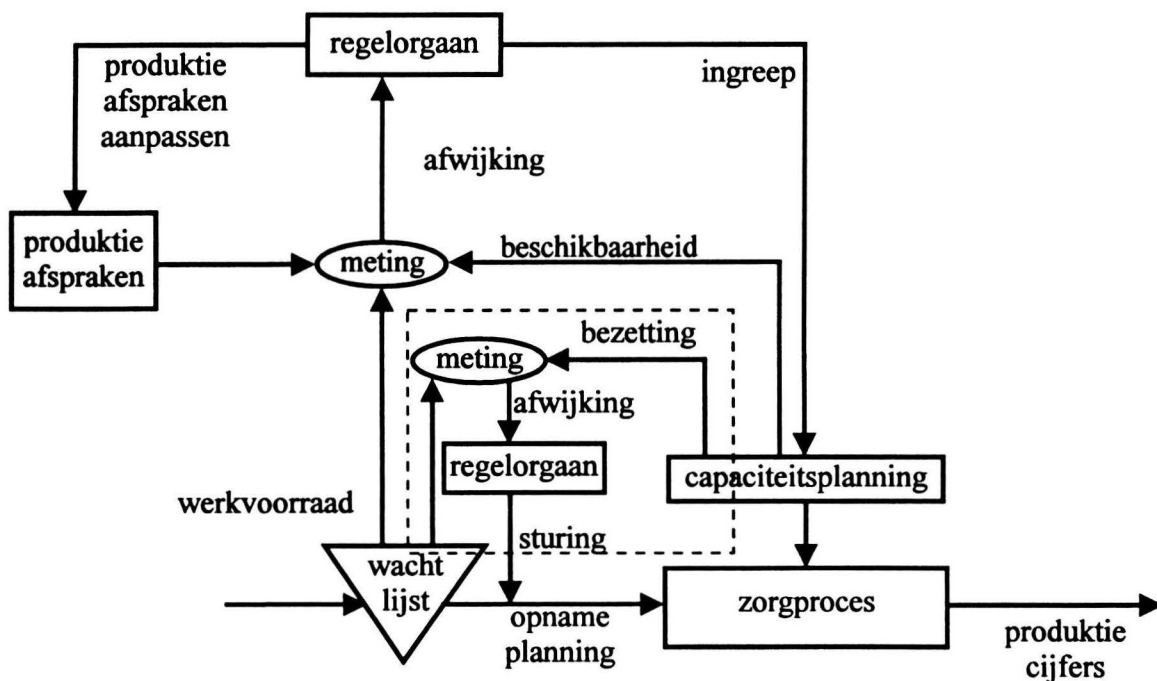 regelorgaan
produktie
afspraken
aanpassen
ingreep
afwijking
produktie
afspraken
meting
beschikbaarheid
bezetting
meting
afwijking
regelorgaan
capaciteitsplanning
werkvoorraad
sturing
wacht
lijst
zorgproces
opname
planning
produktie
cijfers